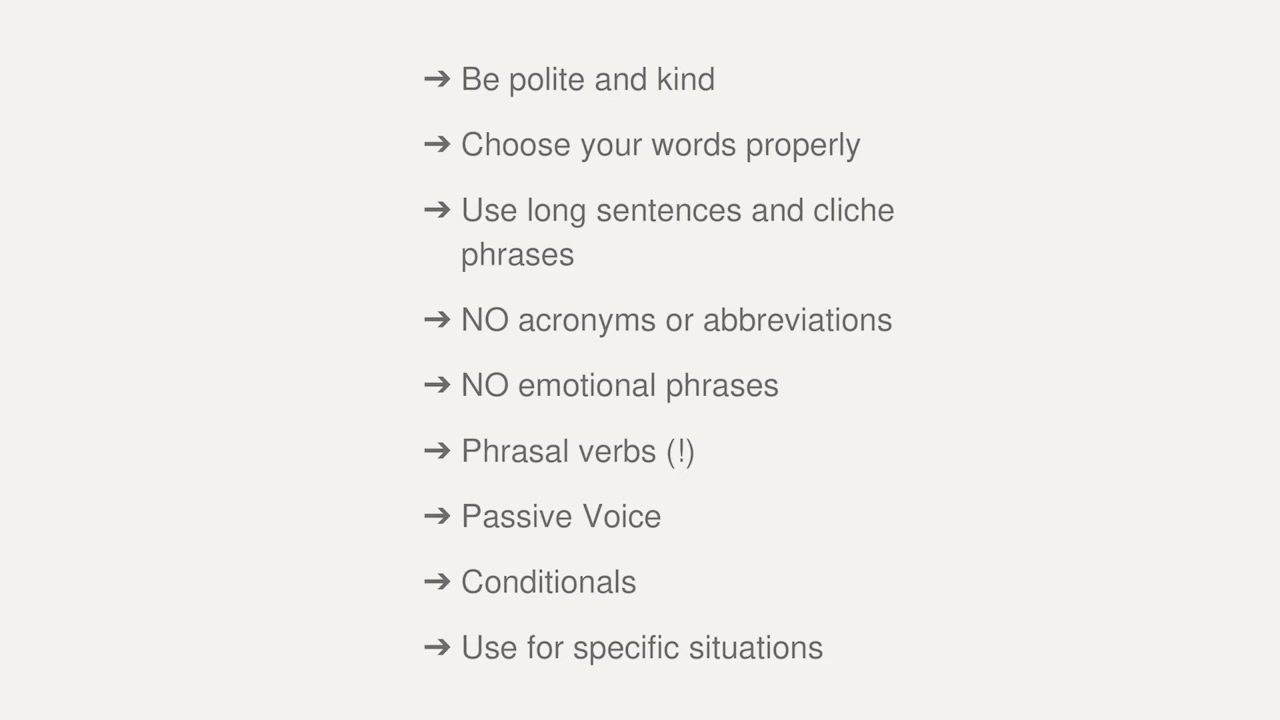 ➔ Be polite and kind
➔ Choose your words properly
➔ Use long sentences and cliche
phrases
➔ NO acronyms or abbreviations
➔ NO emotional phrases
➔ Phrasal verbs (!)
➔ Passive Voice
➔ Conditionals
➔ Use for specific situations